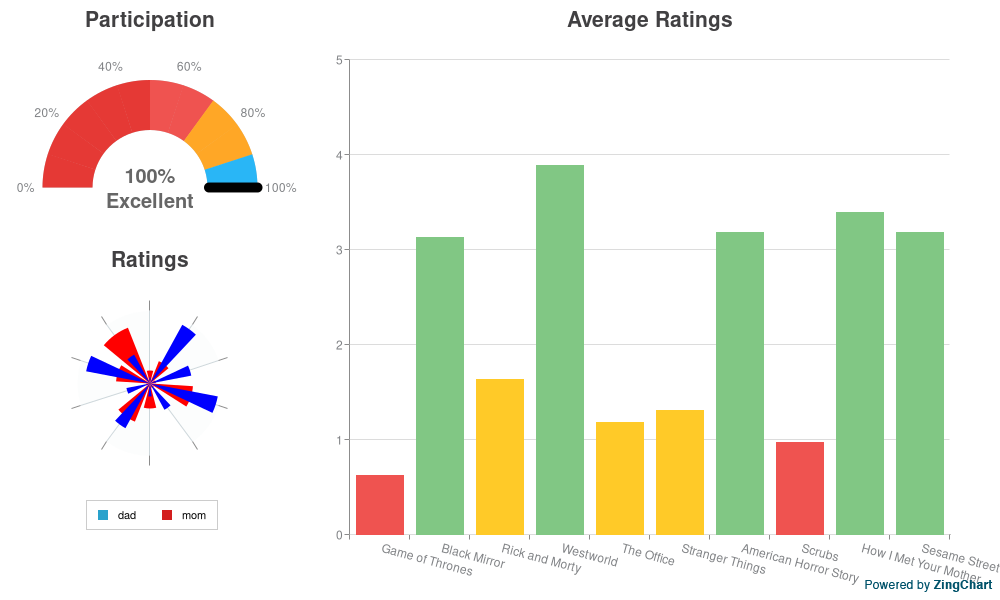 Participation
0%
20%
40%
60%
80%
100%
100%
Excellent
Ratings
dad
mom
Average Ratings
5
4
3
2
1
0
Game of Thrones
Black Mirror
Rick and Morty
Westworld
The Office
Stranger Things
American Horror Story
Scrubs
How I Met Your Mother
Sesame Street
Powered by ZingChart